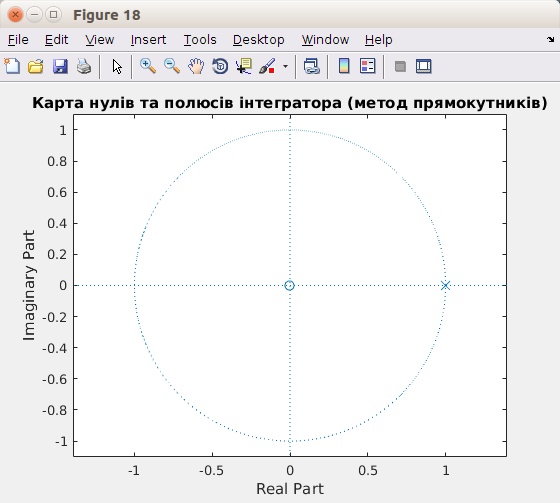 Figure 18
File Edit View Insert Tools Desktop Window Help
Карта нулів та полюсів інтегратора (метод прямокутників)
1
0.8
0.6
0.4
0.2
0
-0.2
-0.4
-0.6
-0.8
-1
Imaginary Part
-1 -0.5 0 0.5 1
Real Part